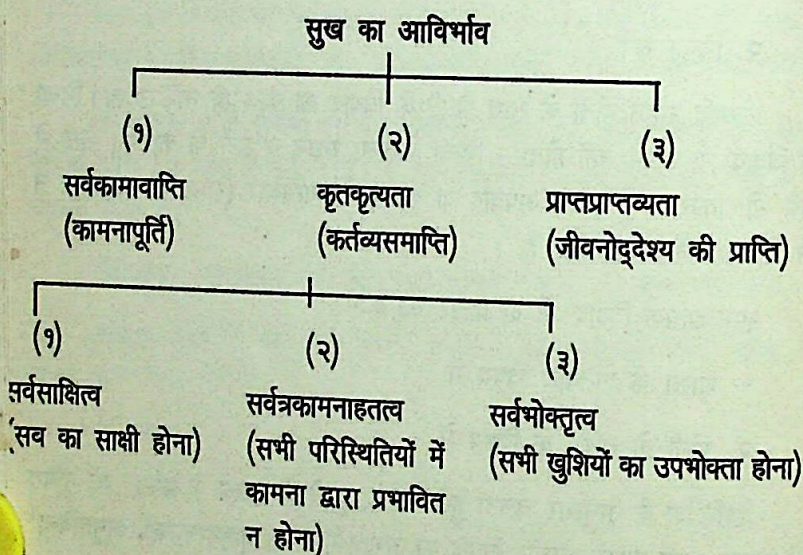 सुख का आविर्भाव
(१) (२) (३)
सर्वकामावाप्ति कृतकृत्यता प्राप्तप्राप्तव्यता
(कामनापूर्ति) (कर्तव्यसमाप्ति) (जीवनोद्देश्य की प्राप्ति)
(१) (२) (३)
सर्वसाक्षित्व सर्वत्रकामनाहतत्व सर्वभोक्तृत्व
(सव का साक्षी होना) (सभी परिस्थितियों में (सभी खुशियों का उपभोक्ता होना)
कामना द्वारा प्रभावित
न होना)